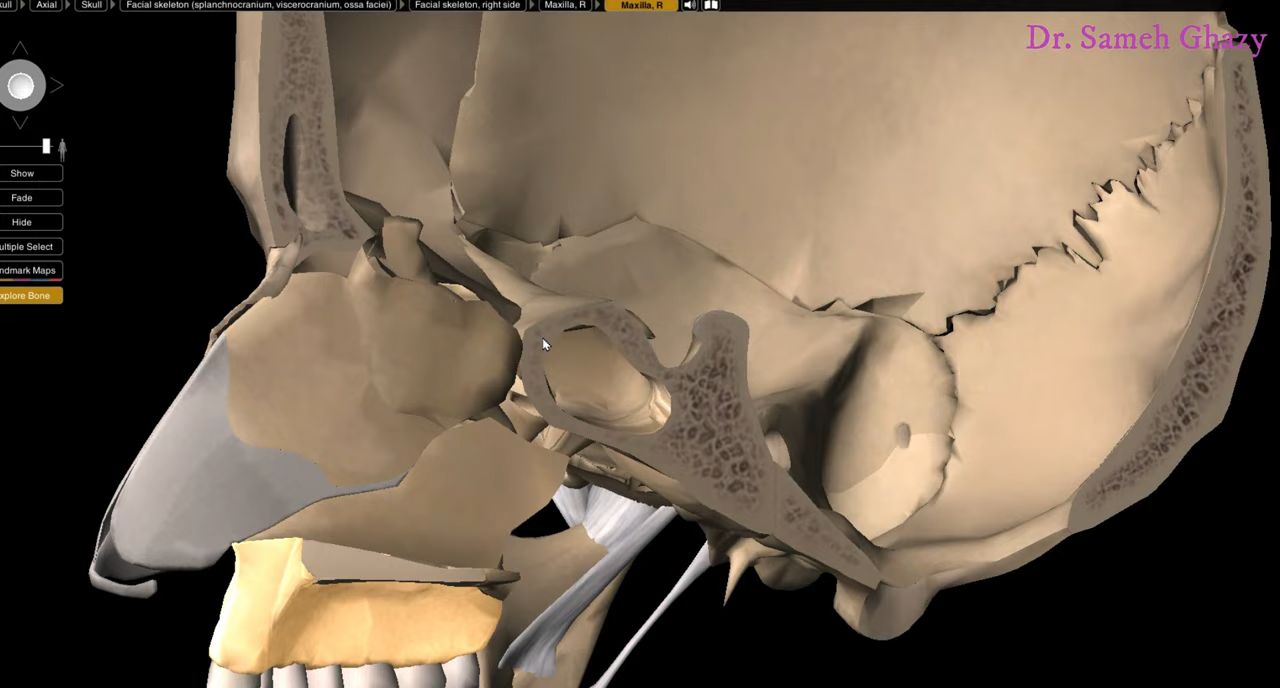 kull Axial Skull Facial skeleton (splanchnocranium, viscerocranium, ossa faciei) Facial skeleton, right side Maxilla, R Maxilla, R
Dr. Sameh Ghazy
Show
Fade
Hide
ultiple Select
ndmark Maps
xplore Bone